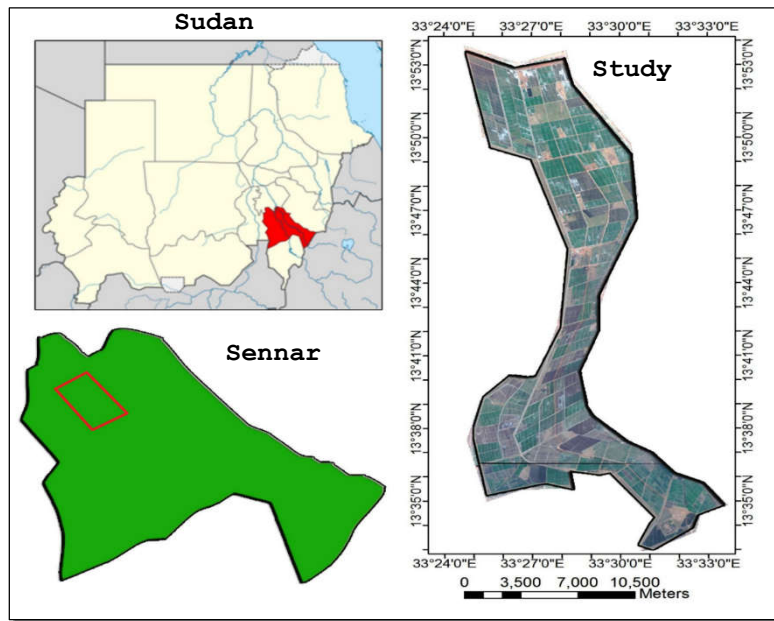 Sudan
Sennar
33°24'0"E 33°27'0"E 33°30'0"E 33°33'0"E
Study
13°53'0"N 13°53'0"N
13°50'0"N 13°50'0"N
13°47'0"N 13°47'0"N
13°44'0"N 13°44'0"N
13°41'0"N 13°41'0"N
13°38'0"N 13°38'0"N
13°35'0"N 13°35'0"N
33°24'0"E 33°27'0"E 33°30'0"E 33°33'0"E
0 3,500 7,000 10,500
Meters